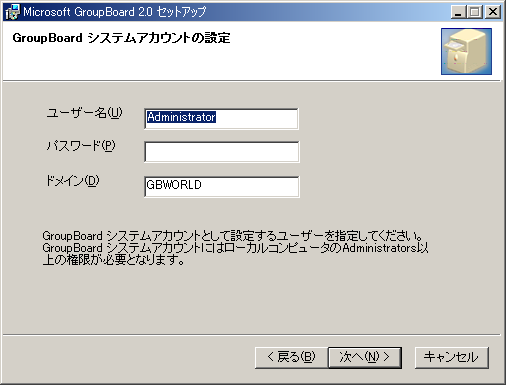 Microsoft GroupBoard 2.0 セットアップ
GroupBoard システムアカウントの設定
ユーザー名(U) Administrator
パスワード(P)
ドメイン(D) GBWORLD
GroupBoard システムアカウントとして設定するユーザーを指定してください。
GroupBoard システムアカウントにはローカルコンピュータのAdministrators以
上の権限が必要となります。
< 戻る(B) 次へ(N) > キャンセル